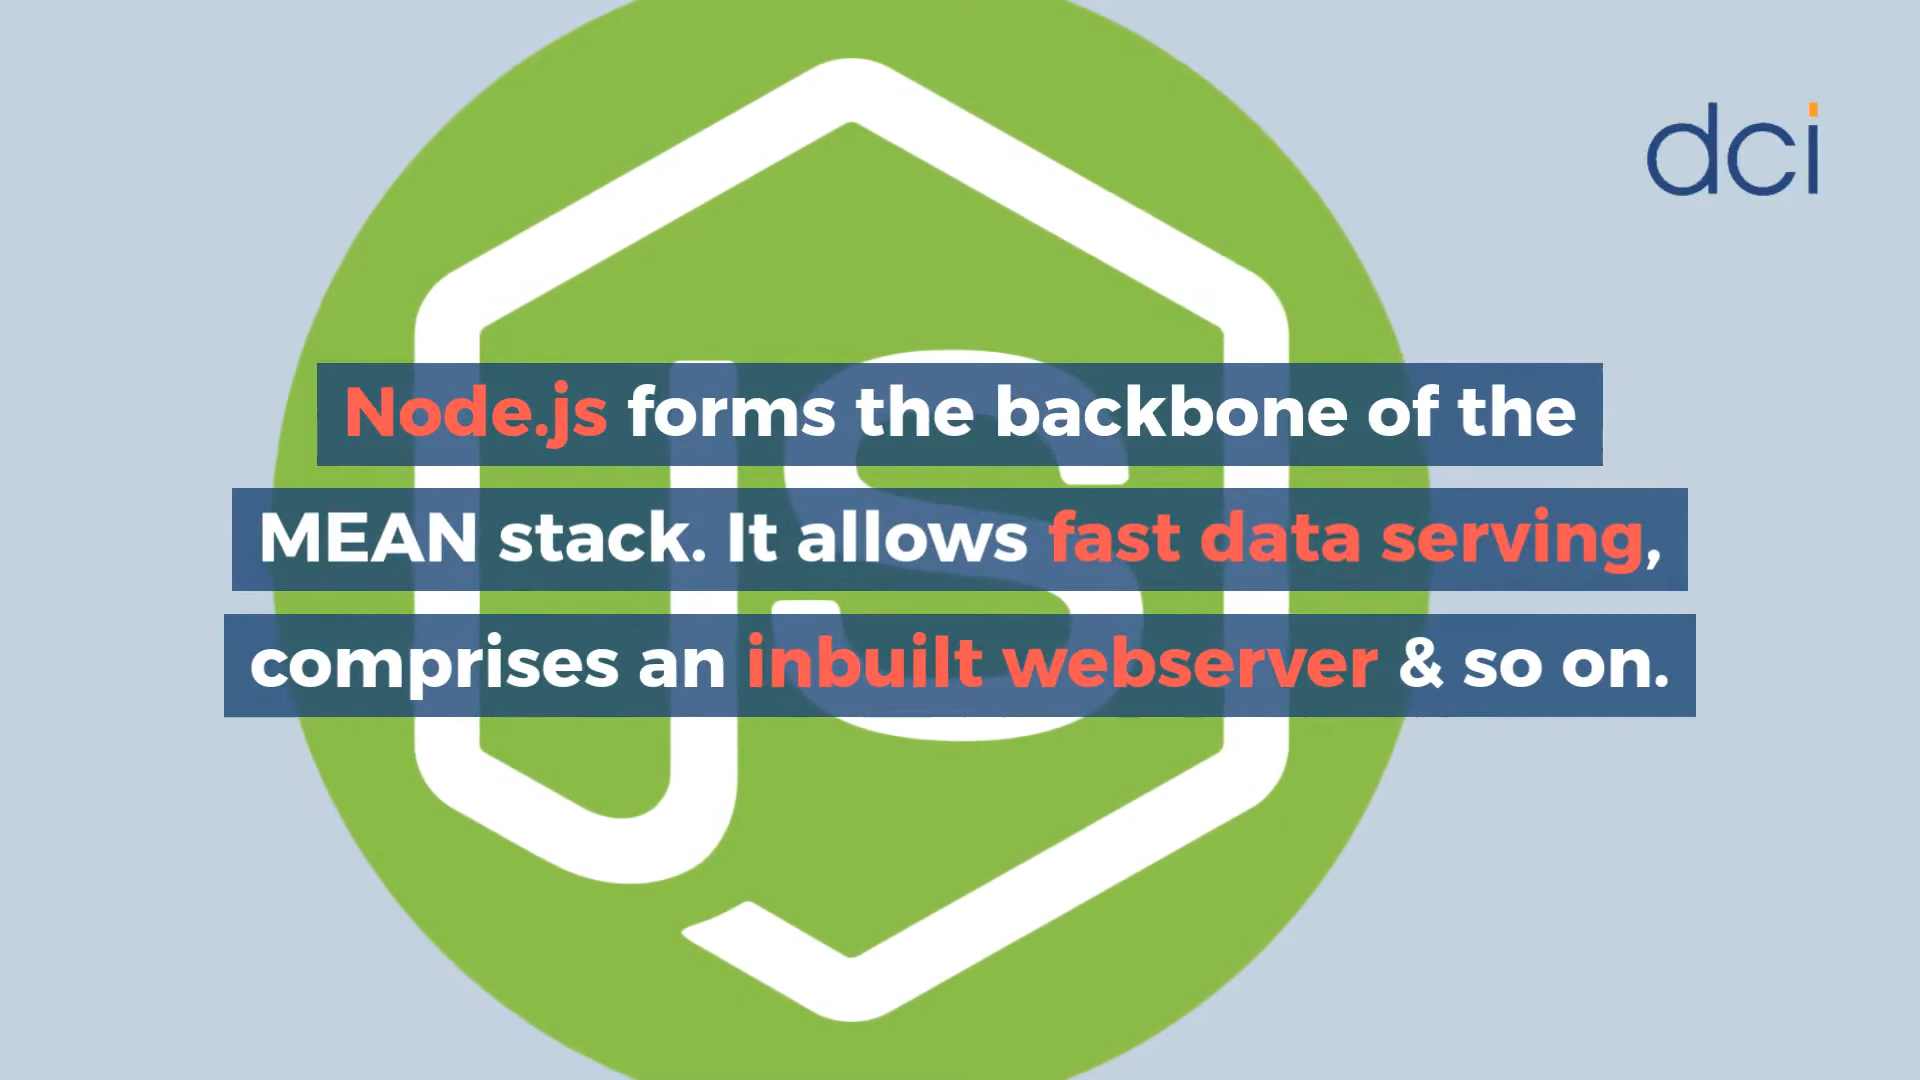 dci
Node.js forms the backbone of the
MEAN stack. It allows fast data serving,
comprises an inbuilt webserver & so on.
JS